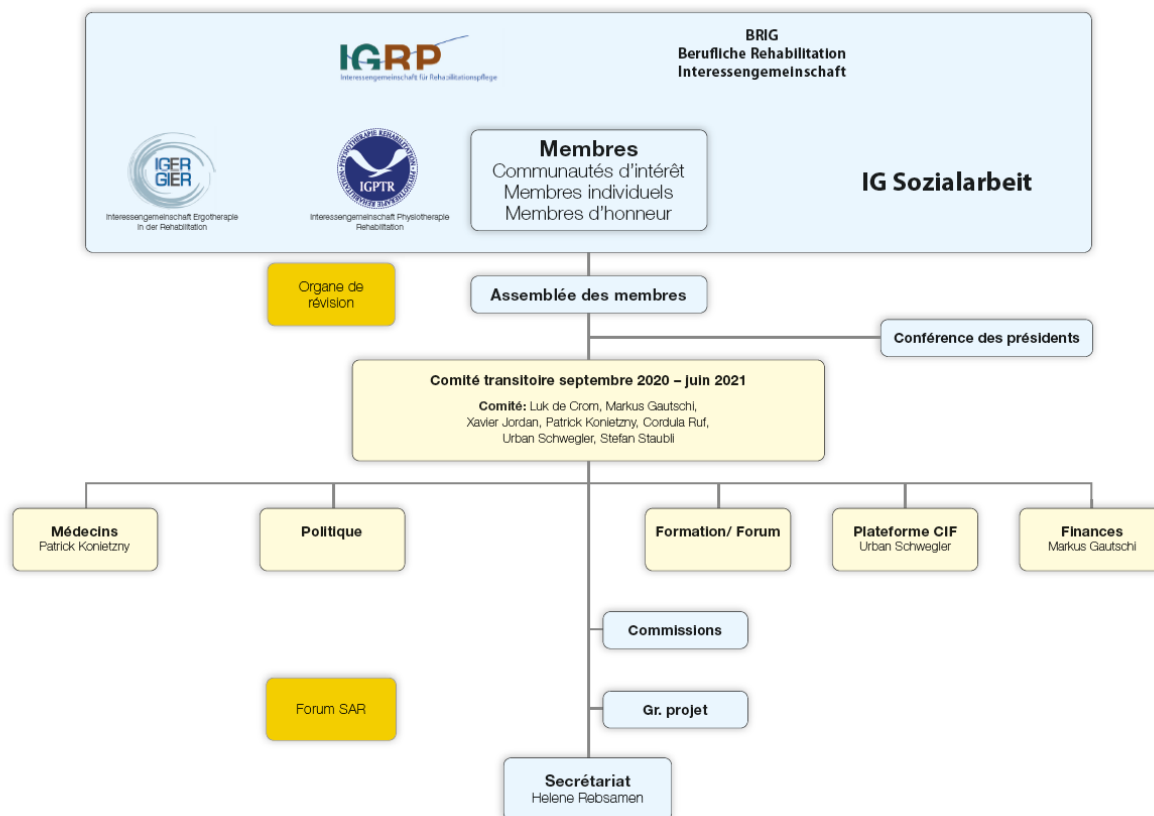 IGRP
Interessengemeinschaft für Rehabilitationspflege
BRIG
Berufliche Rehabilitation
Interessengemeinschaft
IGER
GIER
Interessengemeinschaft Ergotherapie
in der Rehabilitation
PHYSIOTHERAPIE REHABILITATION
IGPTR
PHYSIOTHERAPIE REHABILITATION
Interessengemeinschaft Physiotherapie
Rehabilitation
Membres
Communautés d'intérêt
Membres individuels
Membres d'honneur
IG Sozialarbeit
Organe de
révision
Assemblée des membres
Conférence des présidents
Comité transitoire septembre 2020 – juin 2021
Comité: Luk de Crom, Markus Gautschi,
Xavier Jordan, Patrick Konietzny, Cordula Ruf,
Urban Schwegler, Stefan Staubli
Médecins
Patrick Konietzny
Politique
Formation/ Forum
Plateforme CIF
Urban Schwegler
Finances
Markus Gautschi
Commissions
Forum SAR
Gr. projet
Secrétariat
Helene Rebsamen